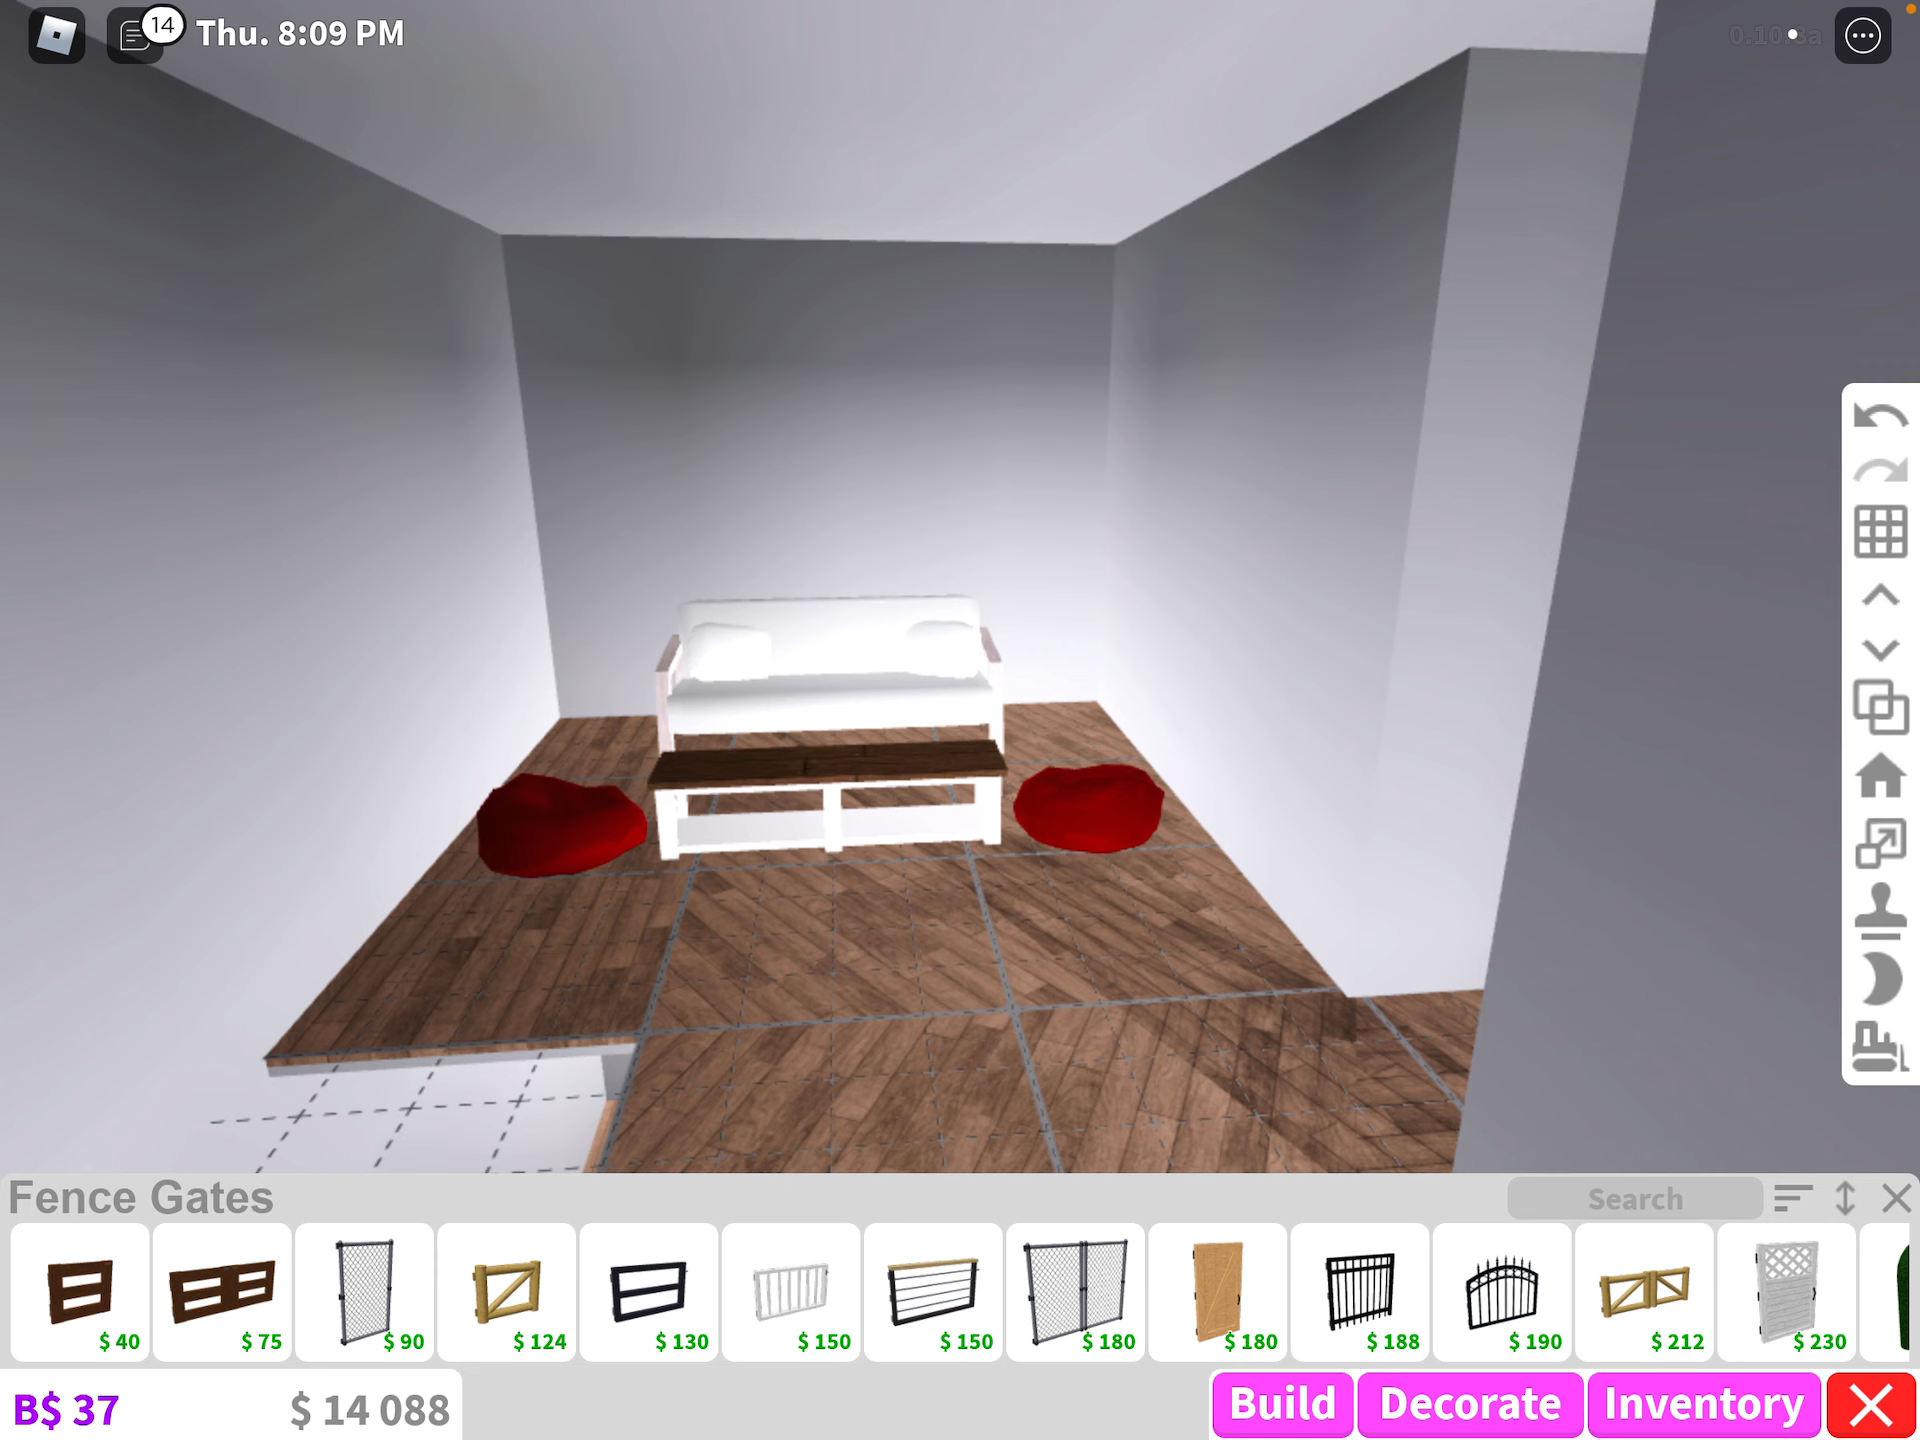 14
Thu. 8:09 PM
Fence Gates
Search
$ 40
$ 75
$ 90
$ 124
$ 130
$ 150
$ 150
$ 180
$ 180
$ 188
$ 190
$ 212
$ 230
B$ 37
$ 14 088
Build
Decorate
Inventory